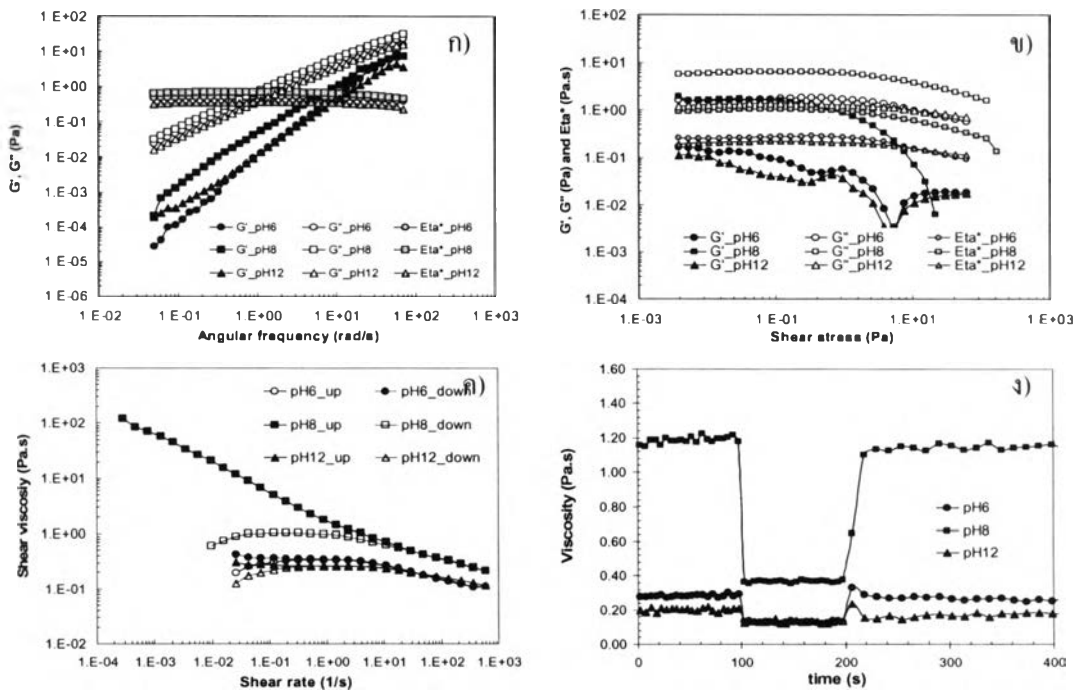 ก)
1.E+02
1.E+01
1.E+00
1.E-01
1.E-02
1.E-03
1.E-04
1.E-05
1.E-06
G', G" (Pa)
G'_pH6 G"_pH6 Eta*_pH6
G'_pH8 G"_pH8 Eta*_pH8
G'_pH12 G"_pH12 Eta*_pH12
1.E-02 1.E-01 1.E+00 1.E+01 1.E+02 1.E+03
Angular frequency (rad/s)
ข)
1.E+02
1.E+01
1.E+00
1.E-01
1.E-02
1.E-03
1.E-04
G', G" (Pa) and Eta* (Pa.s)
G'_pH6 G"_pH6 Eta*_pH6
G'_pH8 G"_pH8 Eta*_pH8
G'_pH12 G"_pH12 Eta*_pH12
1.E-03 1.E-01 1.E+01 1.E+03
Shear stress (Pa)
1.E+03
1.E+02
1.E+01
1.E+00
1.E-01
1.E-02
Shear viscosiy (Pa.s)
pH6_up pH6_down
pH8_up pH8_down
pH12_up pH12_down
1.E-04 1.E-03 1.E-02 1.E-01 1.E+00 1.E+01 1.E+02 1.E+03
Shear rate (1/s)
ง)
1.60
1.40
1.20
1.00
0.80
0.60
0.40
0.20
0.00
Viscosity (Pa.s)
pH6
pH8
pH12
0 100 200 300 400
time (s)